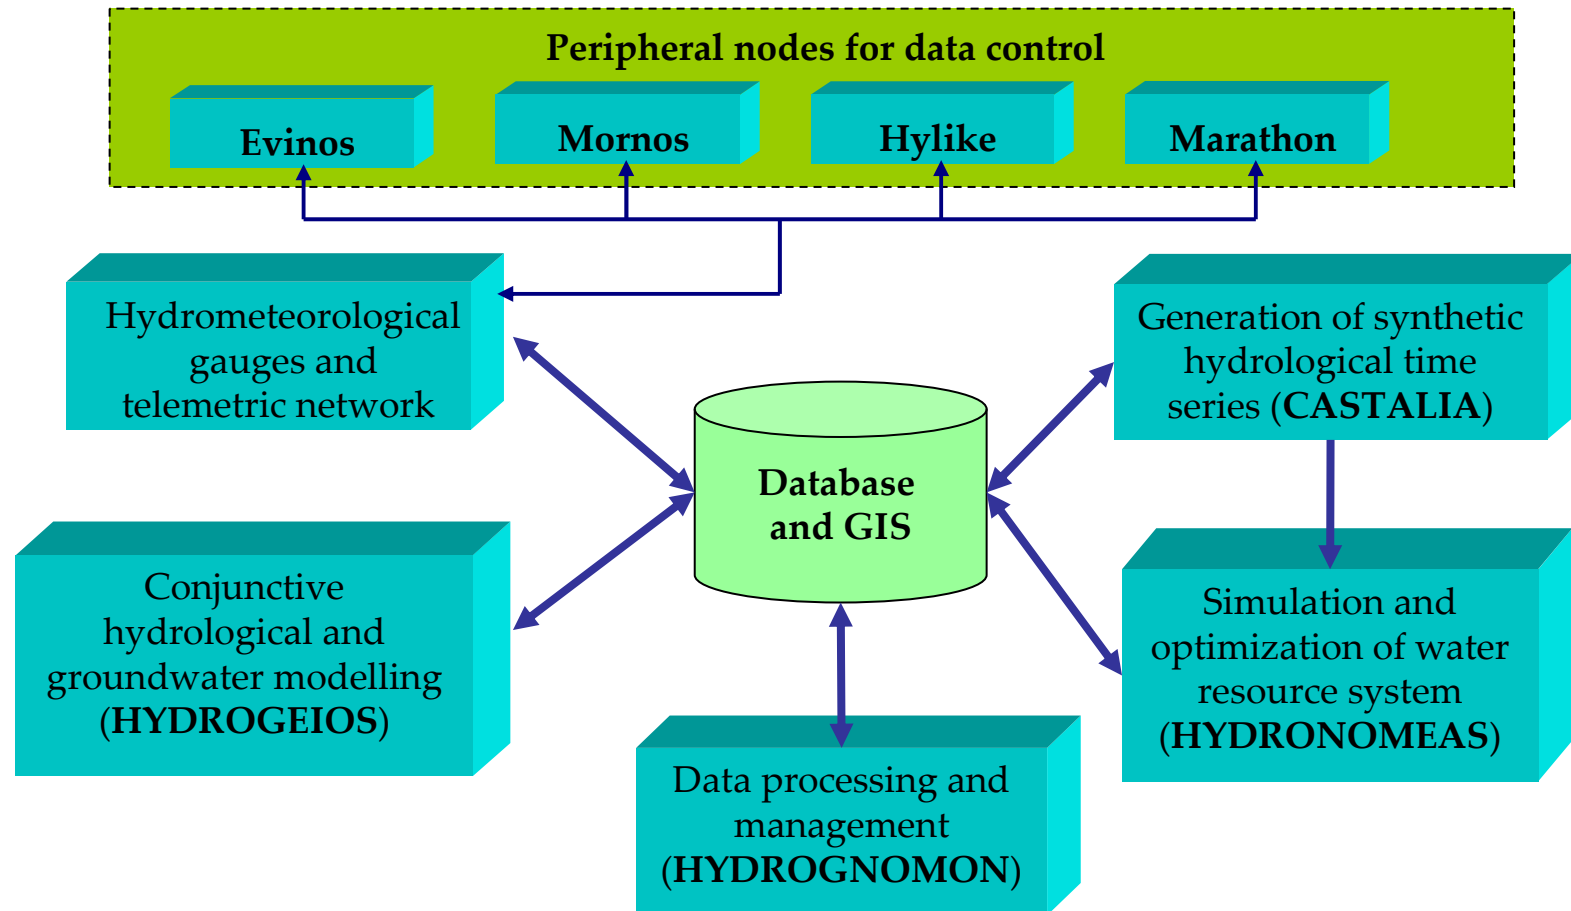 Peripheral nodes for data control
Evinos
Mornos
Hylike
Marathon
Hydrometeorological
gauges and
telemetric network
Generation of synthetic
hydrological time
series (CASTALIA)
Database
and GIS
Conjunctive
hydrological and
groundwater modelling
(HYDROGEIOS)
Simulation and
optimization of water
resource system
(HYDRONOMEAS)
Data processing and
management
(HYDROGNOMON)